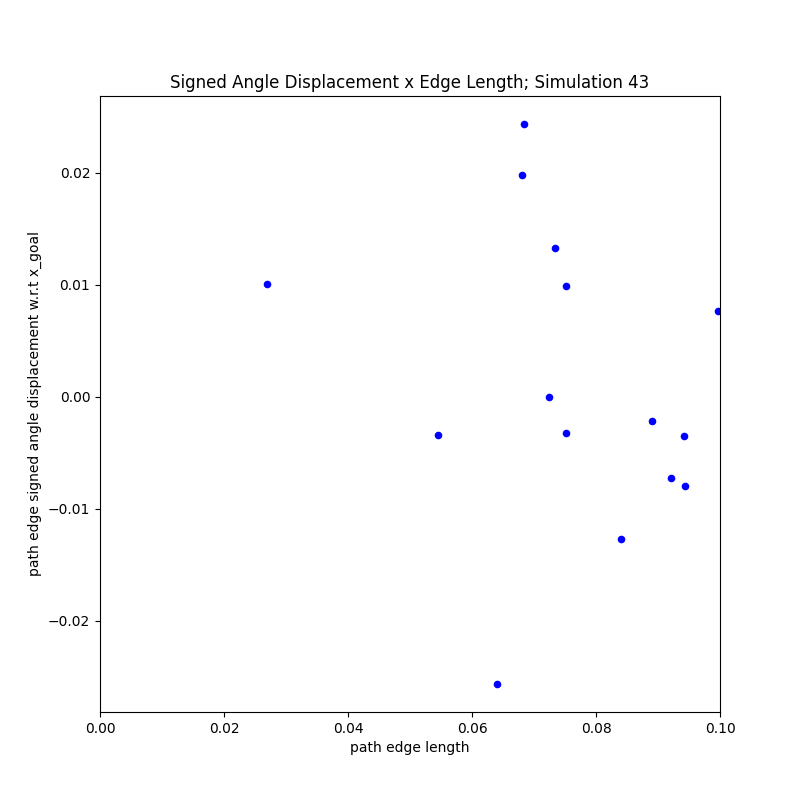 Signed Angle Displacement x Edge Length; Simulation 43
path edge signed angle displacement w.r.t x_goal
0.02
0.01
0.00
−0.01
−0.02
0.00 0.02 0.04 0.06 0.08 0.10
path edge length